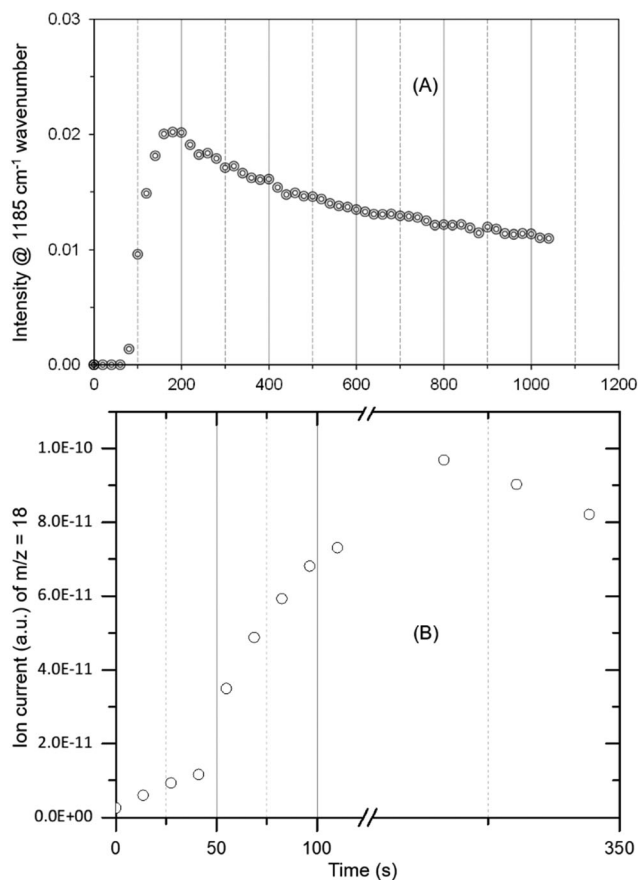 Intensity @ 1185 cm⁻¹ wavenumber
0.03
0.02
0.01
0.00
(A)
0 200 400 600 800 1000 1200
Ion current (a.u.) of m/z = 18
1.0E-10
8.0E-11
6.0E-11
4.0E-11
2.0E-11
0.0E+00
(B)
0 50 100 350
Time (s)